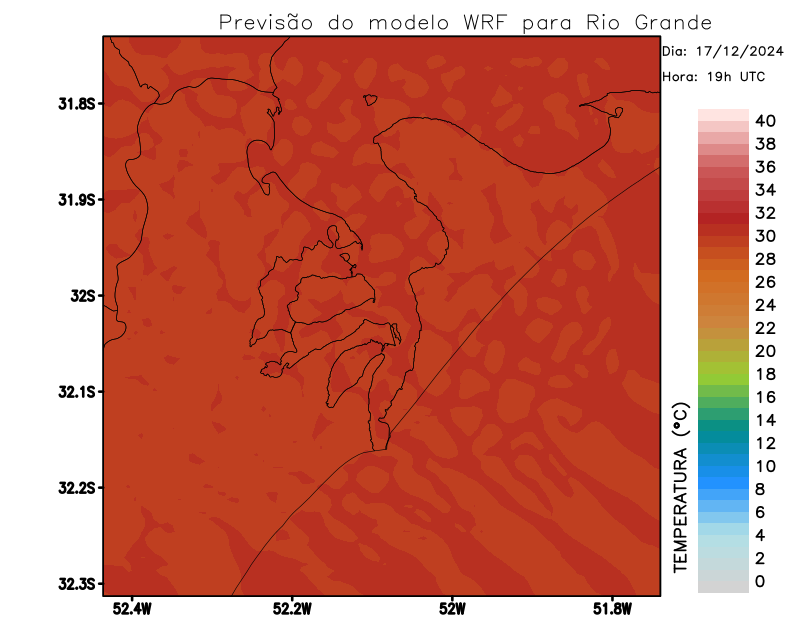 Previsão do modelo WRF para Rio Grande
Dia: 17/12/2024
Hora: 19h UTC
31.8S
31.9S
32S
32.1S
32.2S
32.3S
52.4W
52.2W
52W
51.8W
TEMPERATURA (°C)
40
38
36
34
32
30
28
26
24
22
20
18
16
14
12
10
8
6
4
2
0